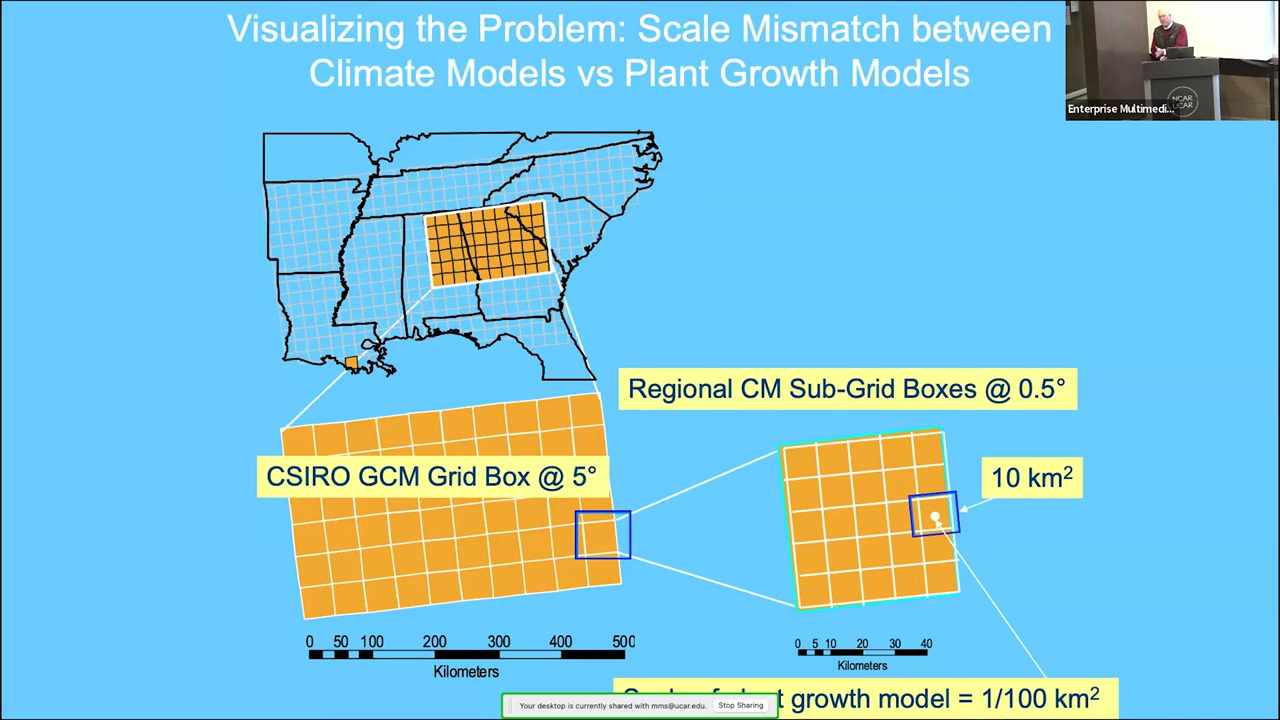 Visualizing the Problem: Scale Mismatch between
Climate Models vs Plant Growth Models
NCAR
UCAR
Enterprise Multimedi...
Regional CM Sub-Grid Boxes @ 0.5°
CSIRO GCM Grid Box @ 5°
10 km²
0 50 100 200 300 400 500
Kilometers
0 5 10 20 30 40
Kilometers
growth model = 1/100 km²
Your desktop is currently shared with mms@ucar.edu. Stop Sharing